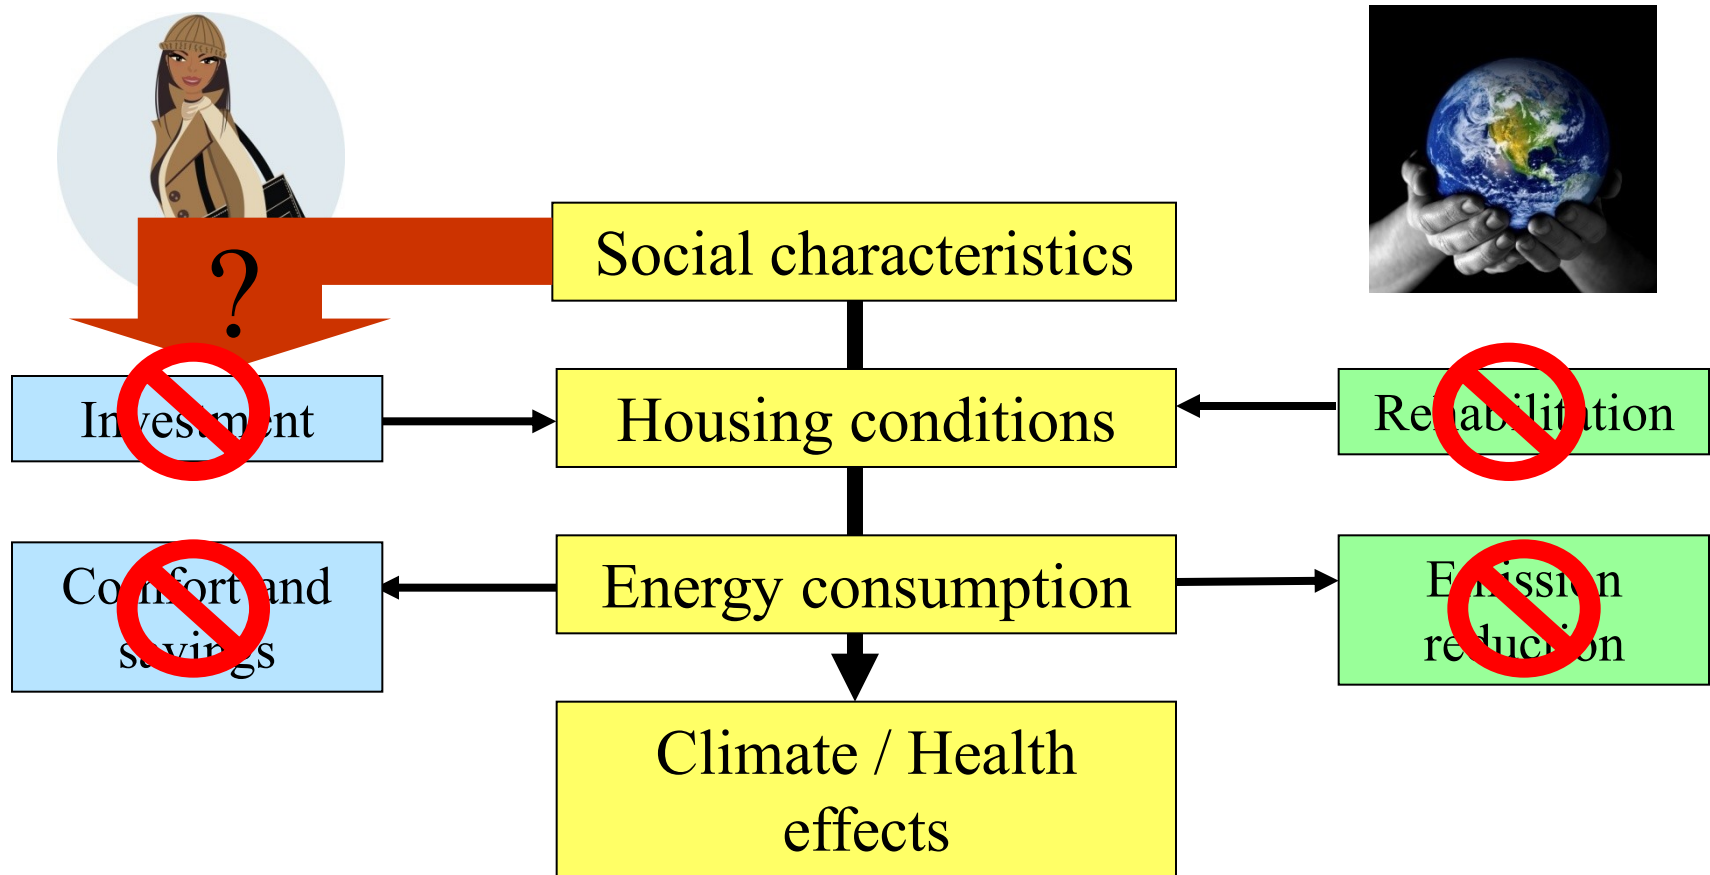 Social characteristics
?
Investment
Housing conditions
Rehabilitation
Comfort and
savings
Energy consumption
Emission
reduction
Climate / Health
effects